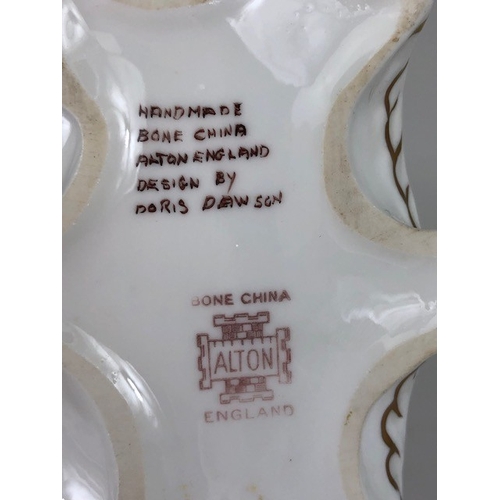 HANDMADE
BONE CHINA
ALTON ENGLAND
DESIGN BY
DORIS DAWSON
BONE CHINA
ALTON
ENGLAND